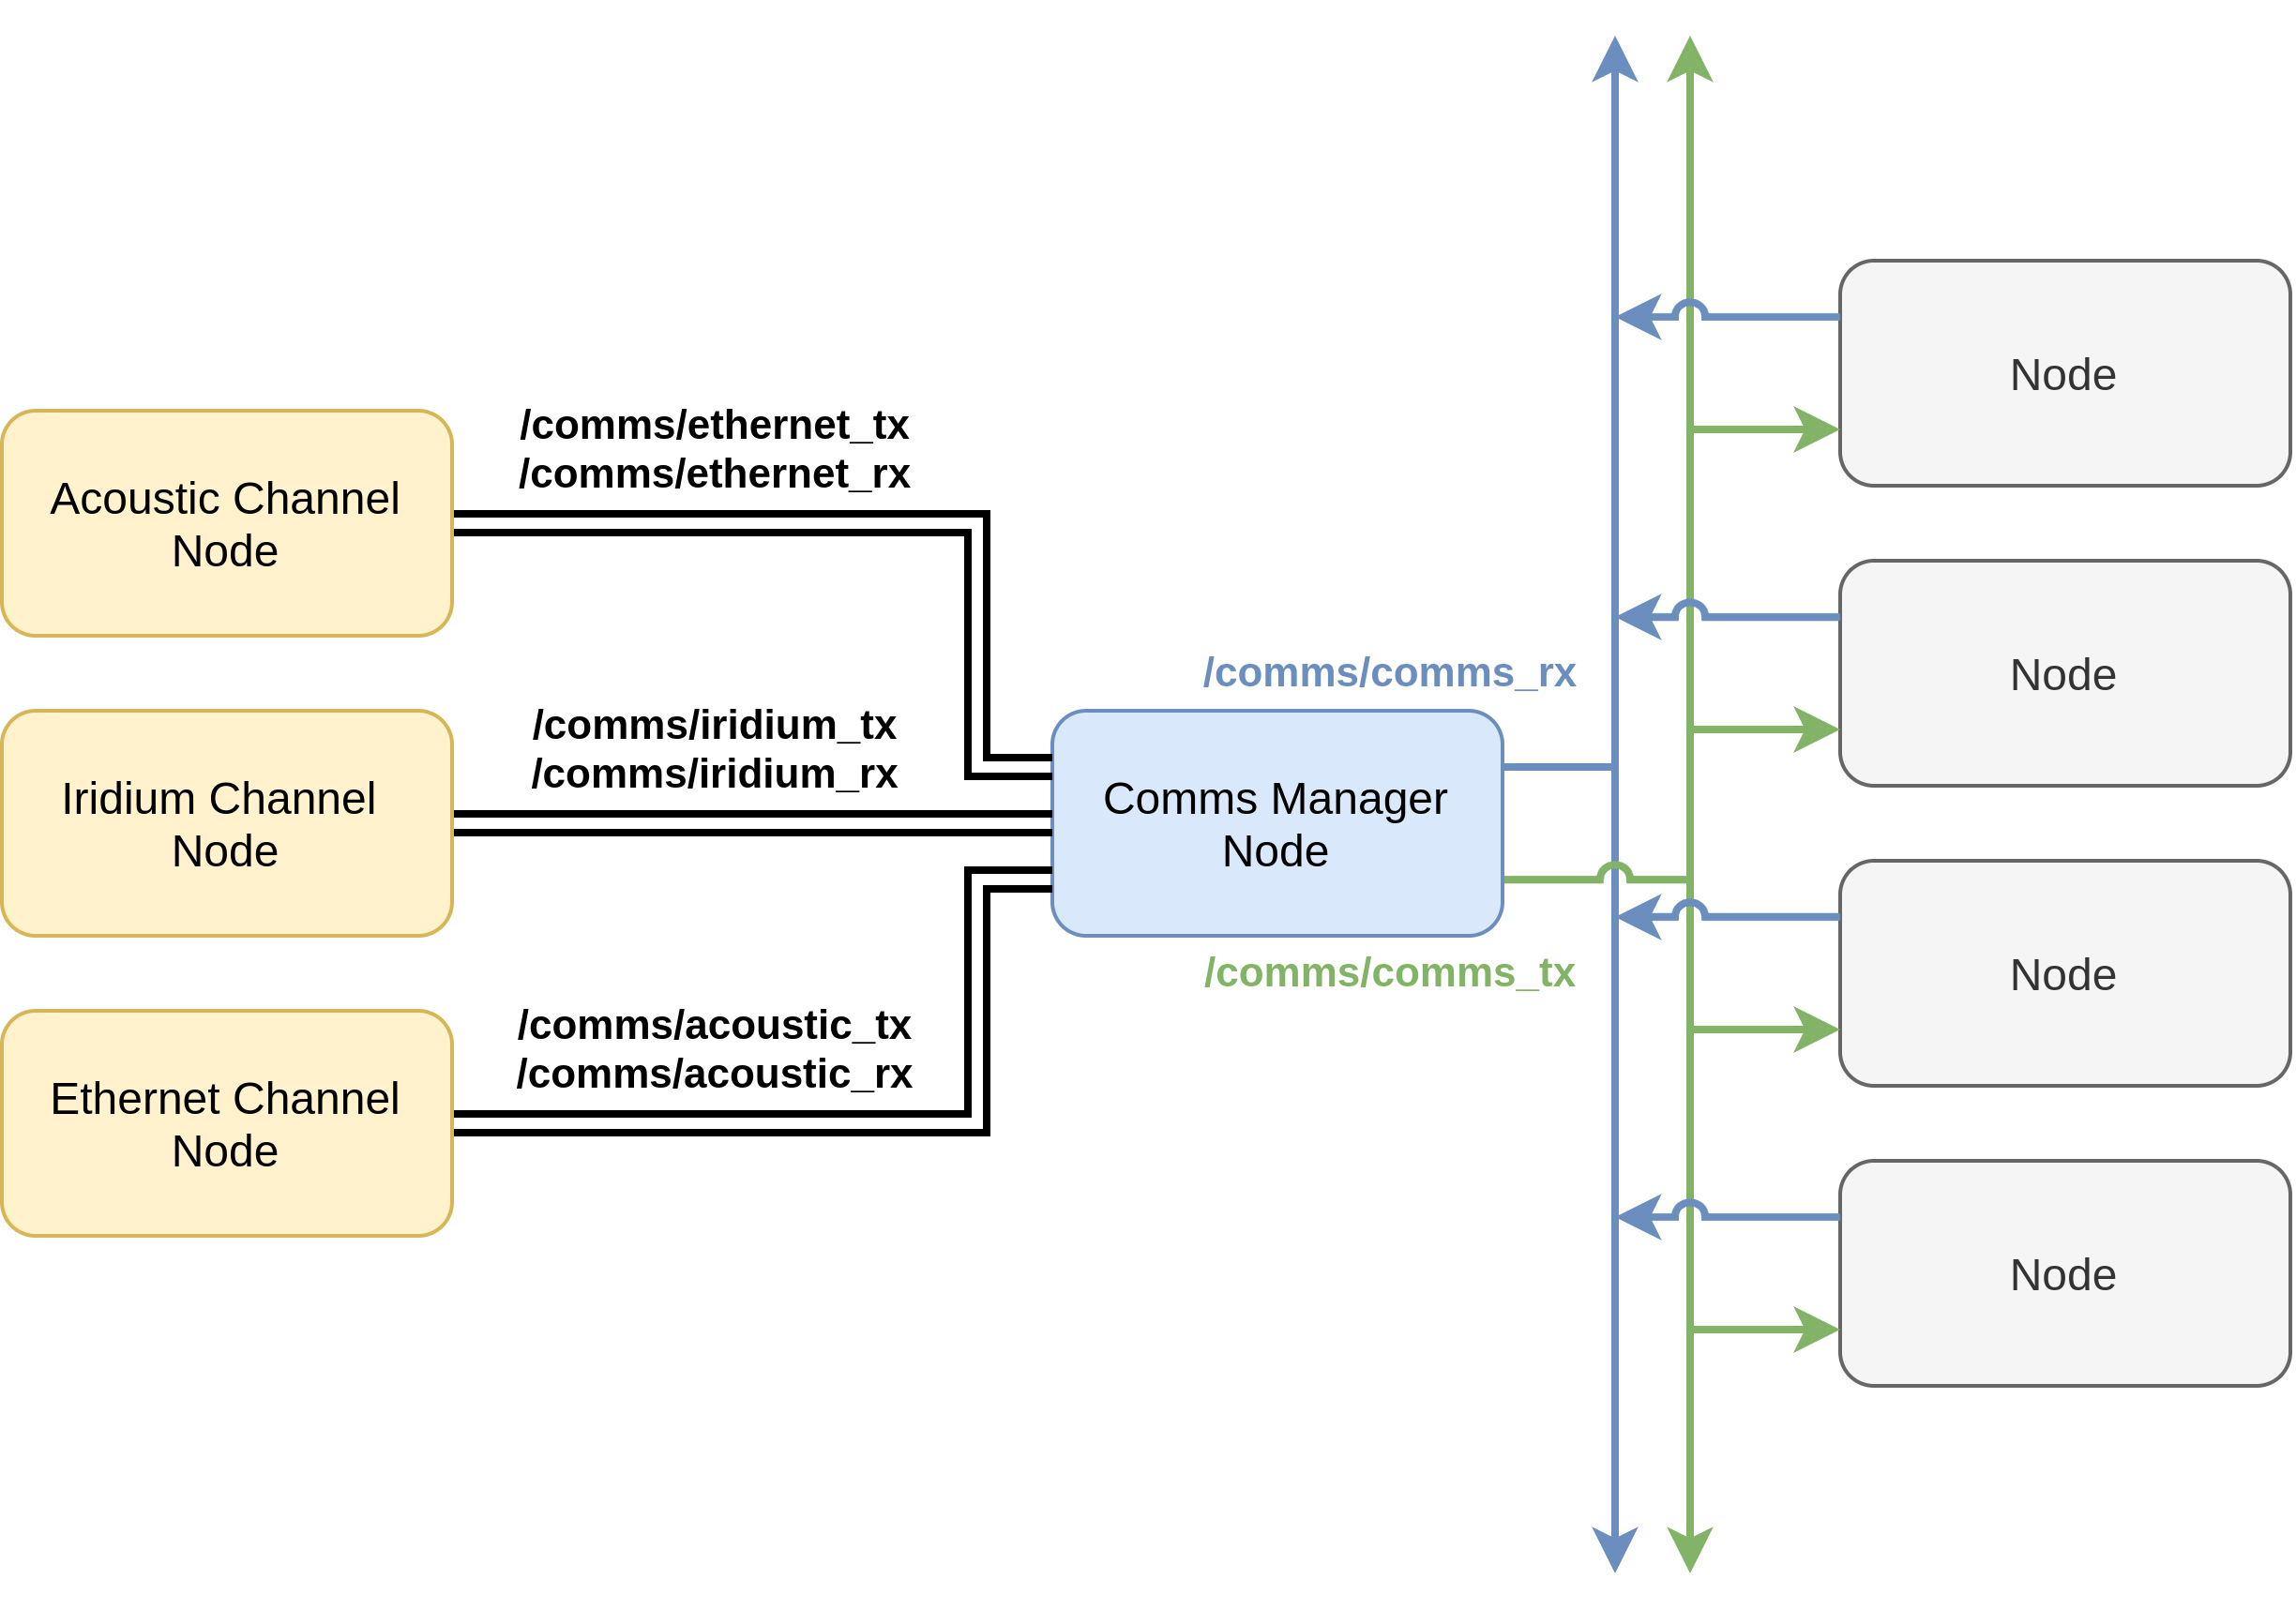 Acoustic Channel
Node
/comms/ethernet_tx
/comms/ethernet_rx
Iridium Channel
Node
/comms/iridium_tx
/comms/iridium_rx
Ethernet Channel
Node
/comms/acoustic_tx
/comms/acoustic_rx
Comms Manager
Node
/comms/comms_rx
/comms/comms_tx
Node
Node
Node
Node